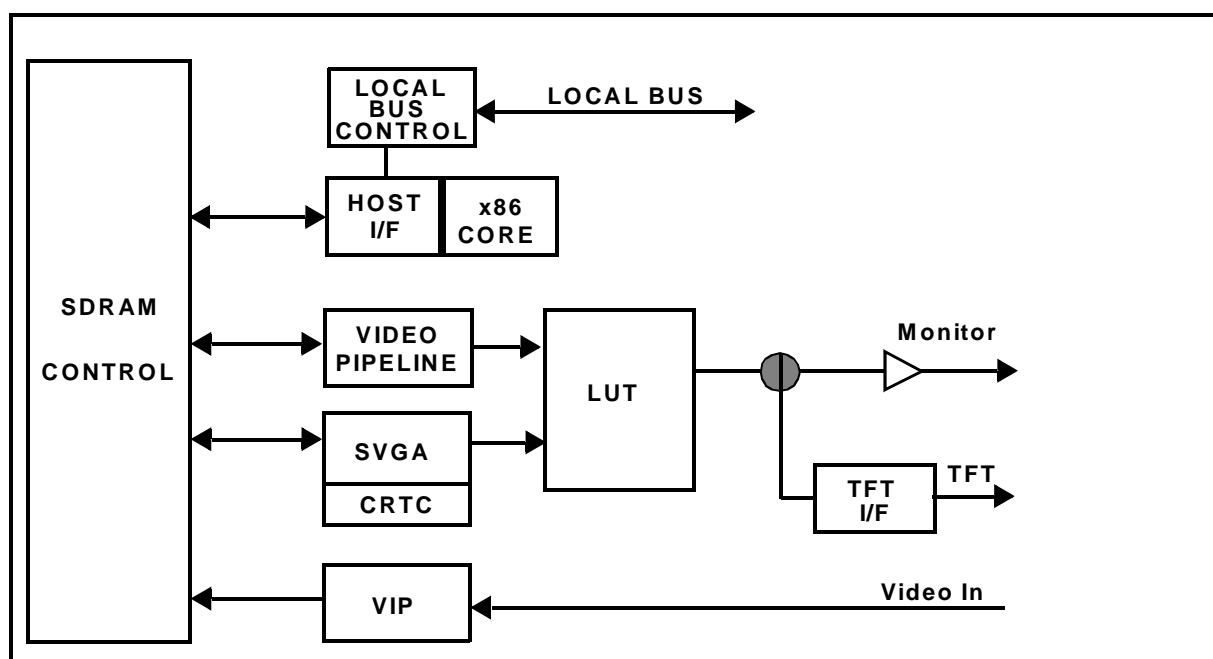 LOCAL
BUS
CONTROL
LOCAL BUS
HOST
I/F
x86
CORE
SDRAM
CONTROL
VIDEO
PIPELINE
LUT
Monitor
SVGA
CRTC
TFT
I/F
TFT
VIP
Video In